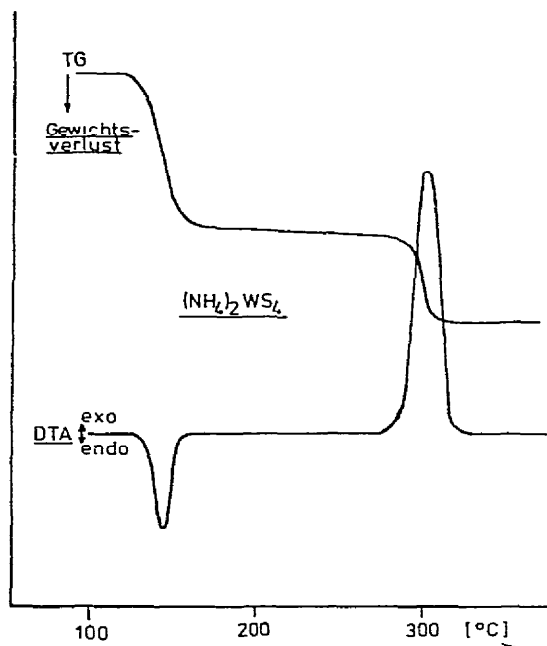 TG
Gewichts-
verlust
(NH₄)₂WS₄
exo
DTA
endo
100 200 300 [°C]